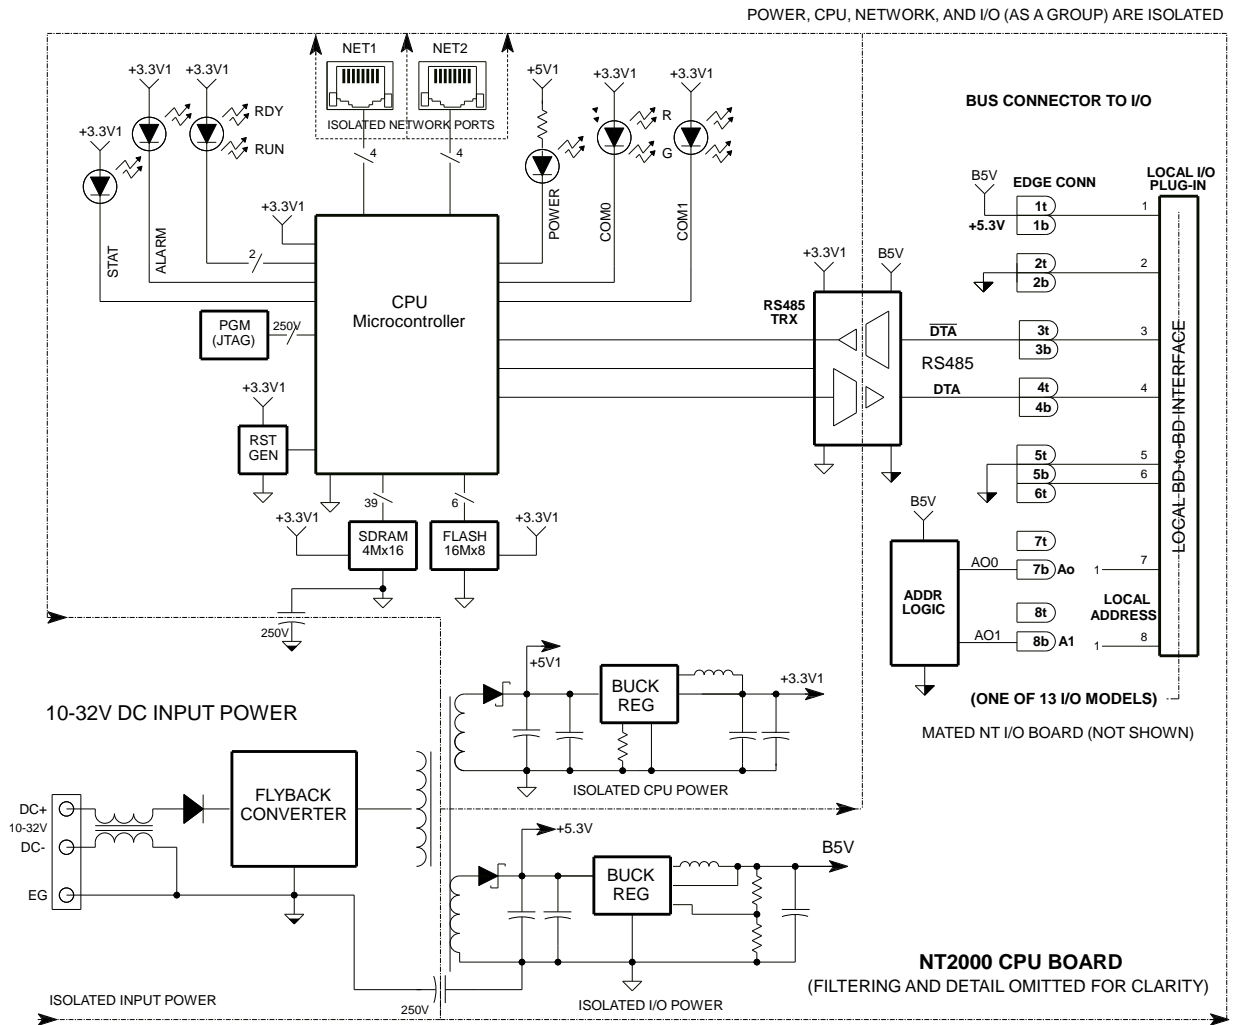 POWER, CPU, NETWORK, AND I/O (AS A GROUP) ARE ISOLATED
NET1
NET2
ISOLATED NETWORK PORTS
4
4
+3.3V1
+3.3V1
+3.3V1
RDY
RUN
STAT
ALARM
+3.3V1
2
+5V1
+3.3V1
+3.3V1
R
G
POWER
COM0
COM1
CPU
Microcontroller
PGM
(JTAG)
250V
+3.3V1
RST
GEN
39
6
+3.3V1
SDRAM
4Mx16
FLASH
16Mx8
+3.3V1
250V
+3.3V1
B5V
RS485
TRX
DTA
RS485
DTA
BUS CONNECTOR TO I/O
B5V
+5.3V
EDGE CONN
LOCAL I/O
PLUG-IN
1t
1b
1
2t
2b
2
3t
3b
3
4t
4b
4
5t
5b
6t
5
6
7t
7b
Ao
1
7
8t
8b
A1
1
8
LOCAL
ADDRESS
LOCAL BD-to-BD INTERFACE
B5V
ADDR
LOGIC
AO0
AO1
(ONE OF 13 I/O MODELS)
MATED NT I/O BOARD (NOT SHOWN)
10-32V DC INPUT POWER
DC+
10-32V
DC-
EG
FLYBACK
CONVERTER
+5V1
BUCK
REG
+3.3V1
ISOLATED CPU POWER
+5.3V
BUCK
REG
B5V
ISOLATED I/O POWER
250V
ISOLATED INPUT POWER
NT2000 CPU BOARD
(FILTERING AND DETAIL OMITTED FOR CLARITY)